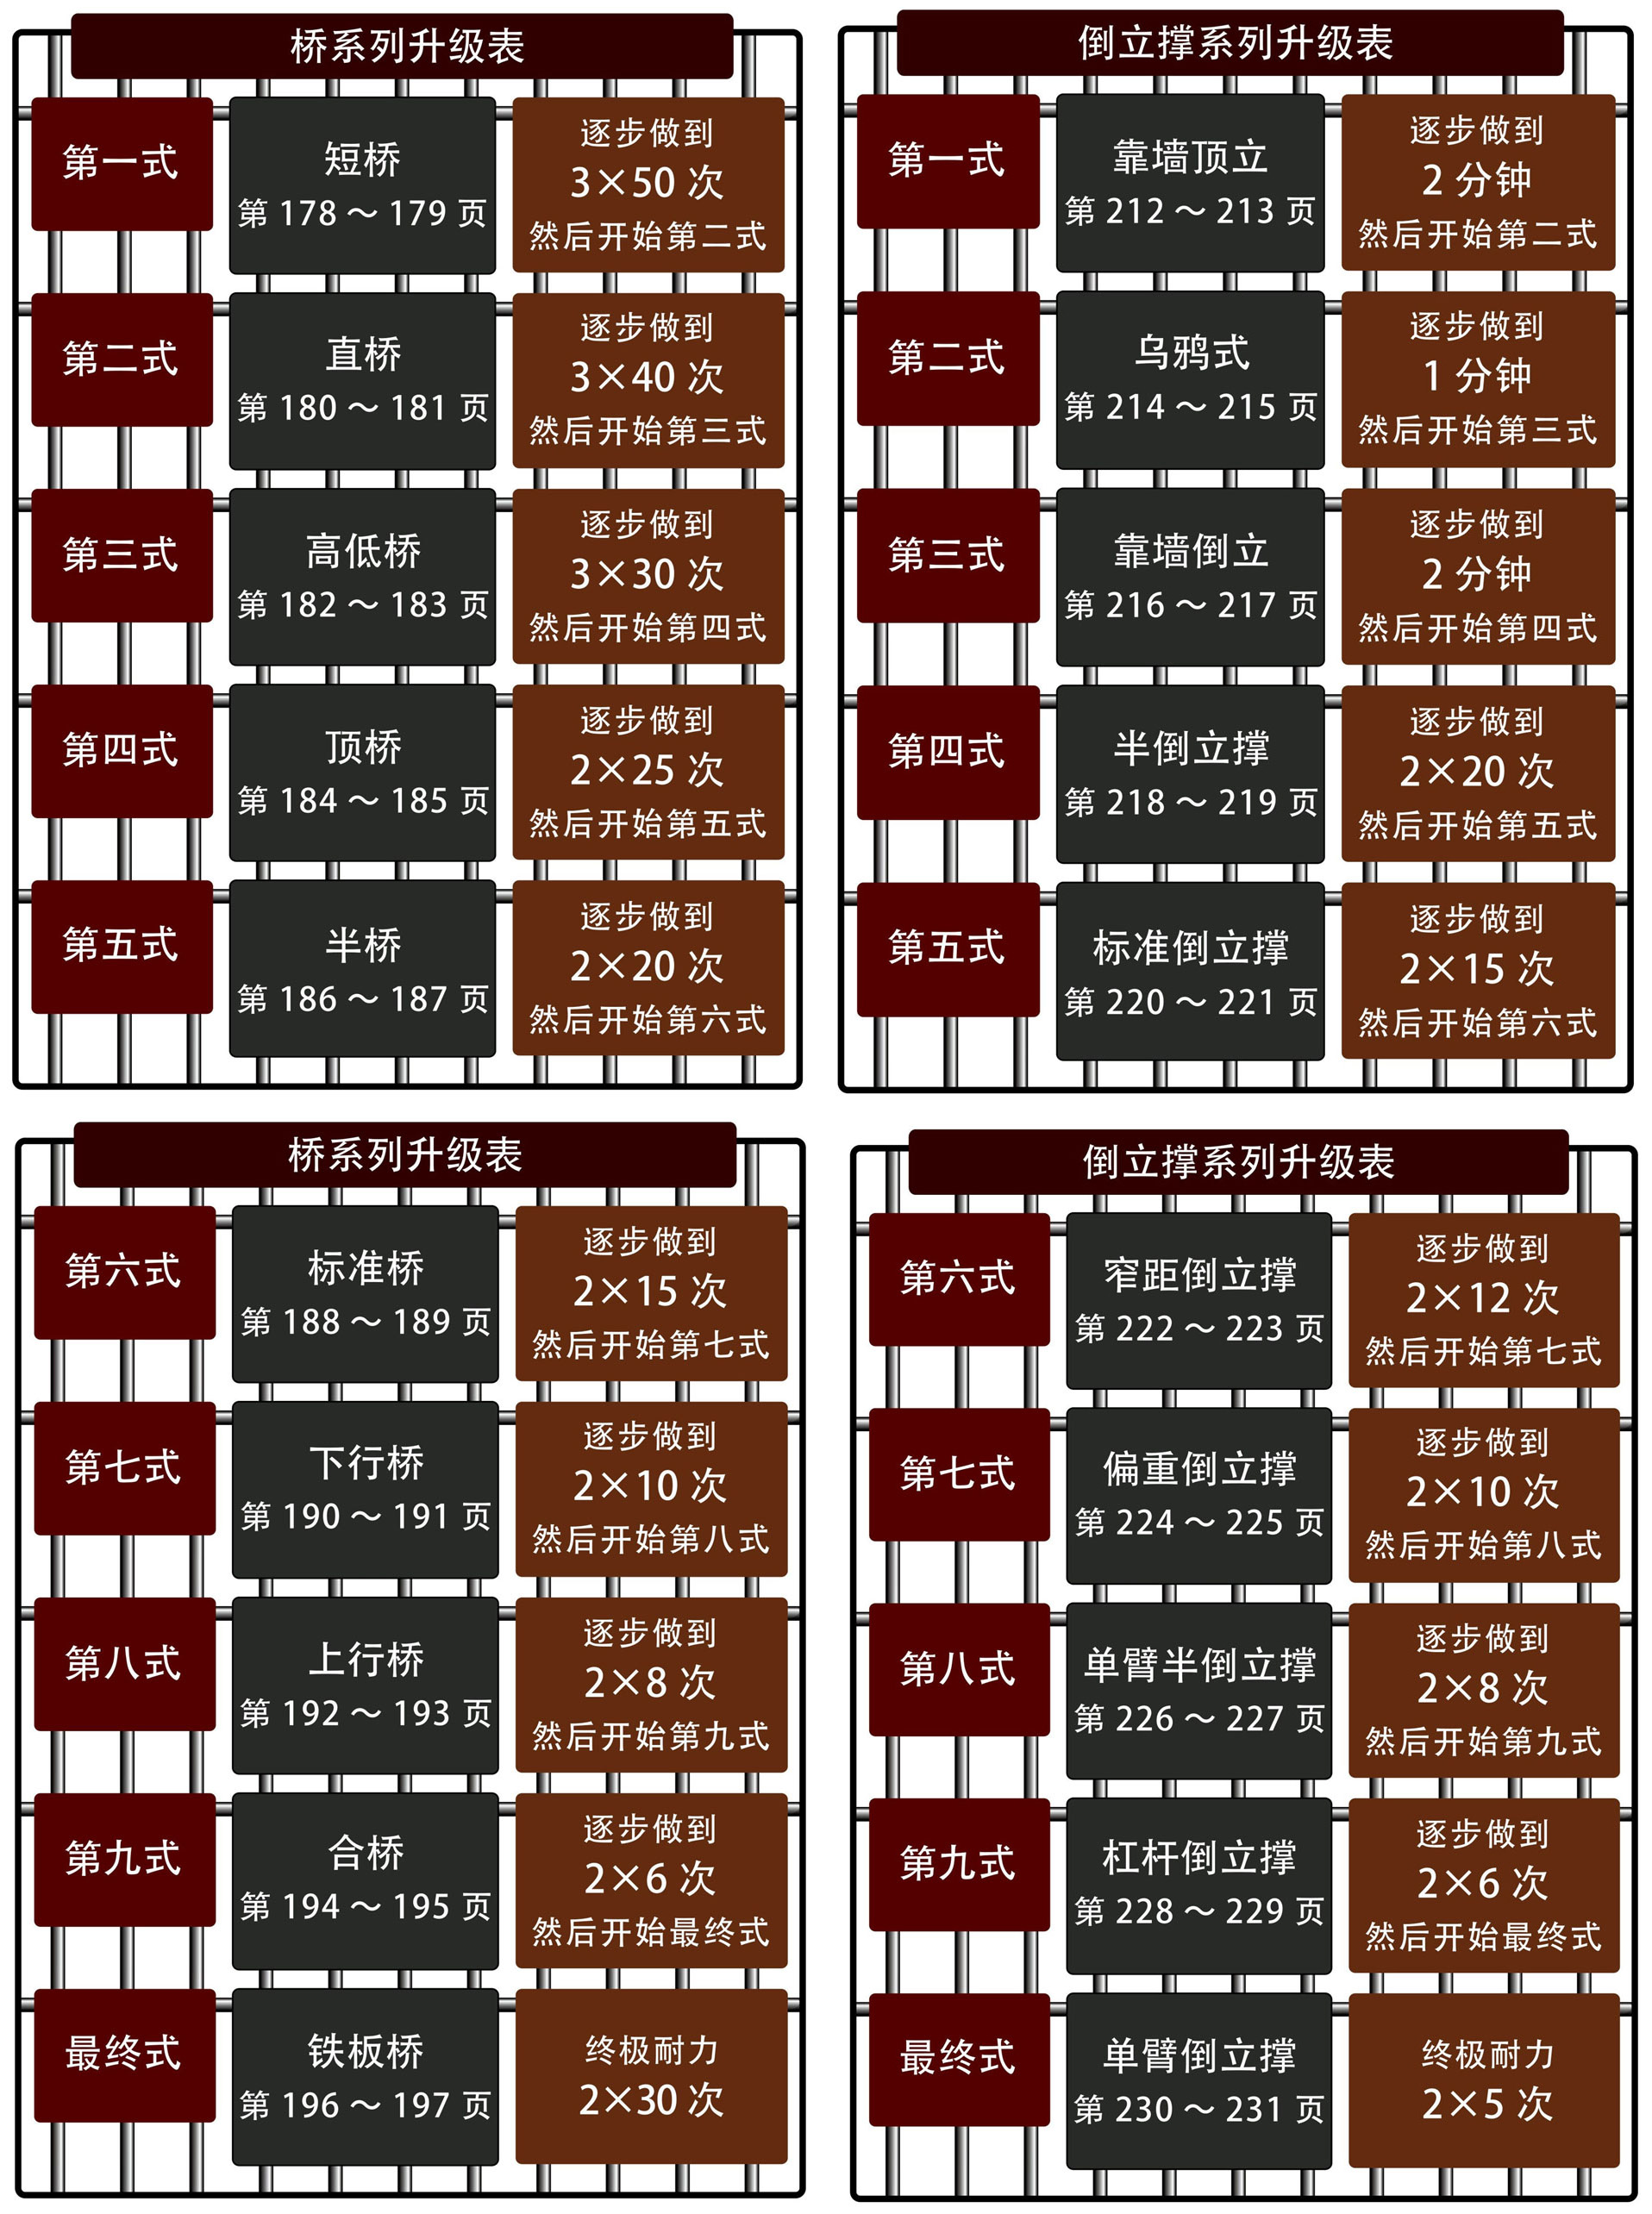 桥系列升级表
第一式
短桥
第 178～179 页
逐步做到
3×50 次
然后开始第二式
第二式
直桥
第 180～181 页
逐步做到
3×40 次
然后开始第三式
第三式
高低桥
第 182～183 页
逐步做到
3×30 次
然后开始第四式
第四式
顶桥
第 184～185 页
逐步做到
2×25 次
然后开始第五式
第五式
半桥
第 186～187 页
逐步做到
2×20 次
然后开始第六式
倒立撑系列升级表
第一式
靠墙顶立
第 212～213 页
逐步做到
2 分钟
然后开始第二式
第二式
乌鸦式
第 214～215 页
逐步做到
1 分钟
然后开始第三式
第三式
靠墙倒立
第 216～217 页
逐步做到
2 分钟
然后开始第四式
第四式
半倒立撑
第 218～219 页
逐步做到
2×20 次
然后开始第五式
第五式
标准倒立撑
第 220～221 页
逐步做到
2×15 次
然后开始第六式
桥系列升级表
第六式
标准桥
第 188～189 页
逐步做到
2×15 次
然后开始第七式
第七式
下行桥
第 190～191 页
逐步做到
2×10 次
然后开始第八式
第八式
上行桥
第 192～193 页
逐步做到
2×8 次
然后开始第九式
第九式
合桥
第 194～195 页
逐步做到
2×6 次
然后开始最终式
最终式
铁板桥
第 196～197 页
终极耐力
2×30 次
倒立撑系列升级表
第六式
窄距倒立撑
第 222～223 页
逐步做到
2×12 次
然后开始第七式
第七式
偏重倒立撑
第 224～225 页
逐步做到
2×10 次
然后开始第八式
第八式
单臂半倒立撑
第 226～227 页
逐步做到
2×8 次
然后开始第九式
第九式
杠杆倒立撑
第 228～229 页
逐步做到
2×6 次
然后开始最终式
最终式
单臂倒立撑
第 230～231 页
终极耐力
2×5 次